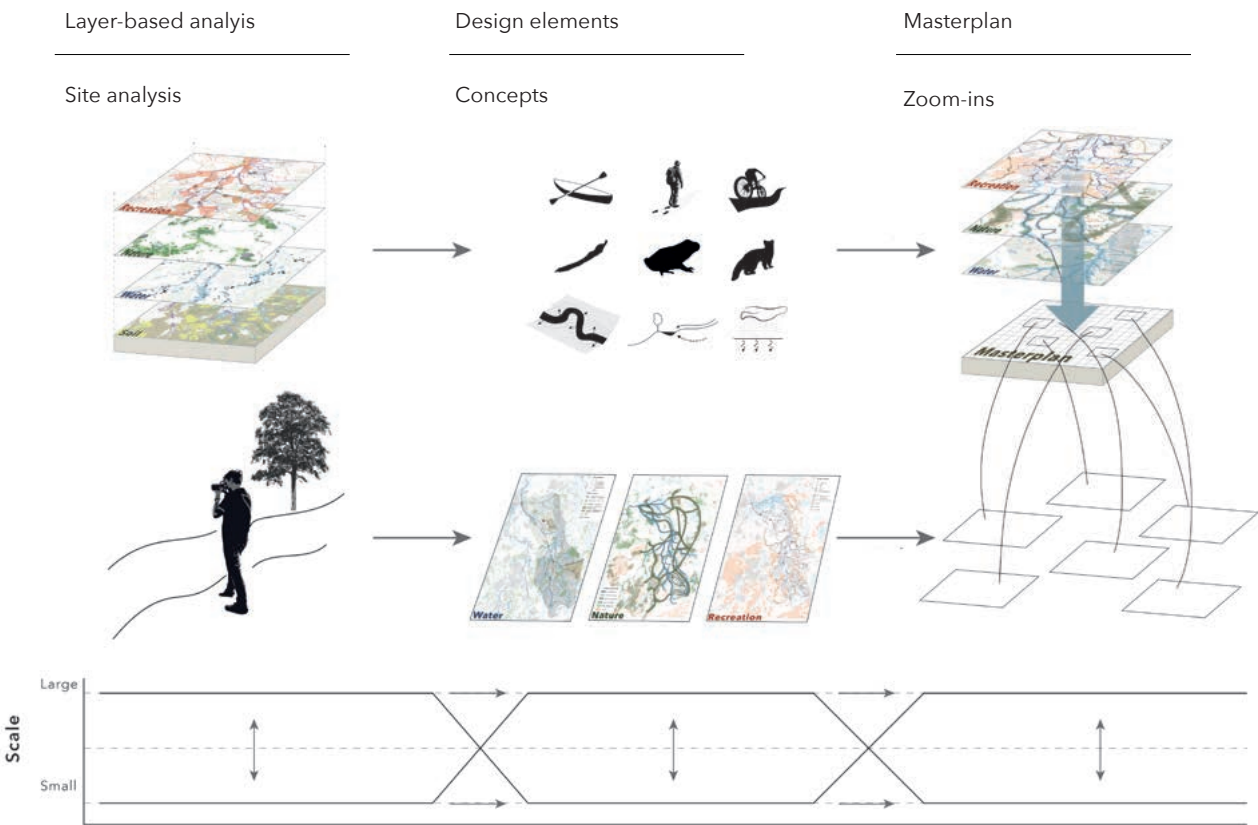 Layer-based analyis
Design elements
Masterplan
Site analysis
Concepts
Zoom-ins
Recreation
Nature
Water
Soil
Recreation
Nature
Water
Masterplan
Water
Nature
Recreation
Scale
Large
Small